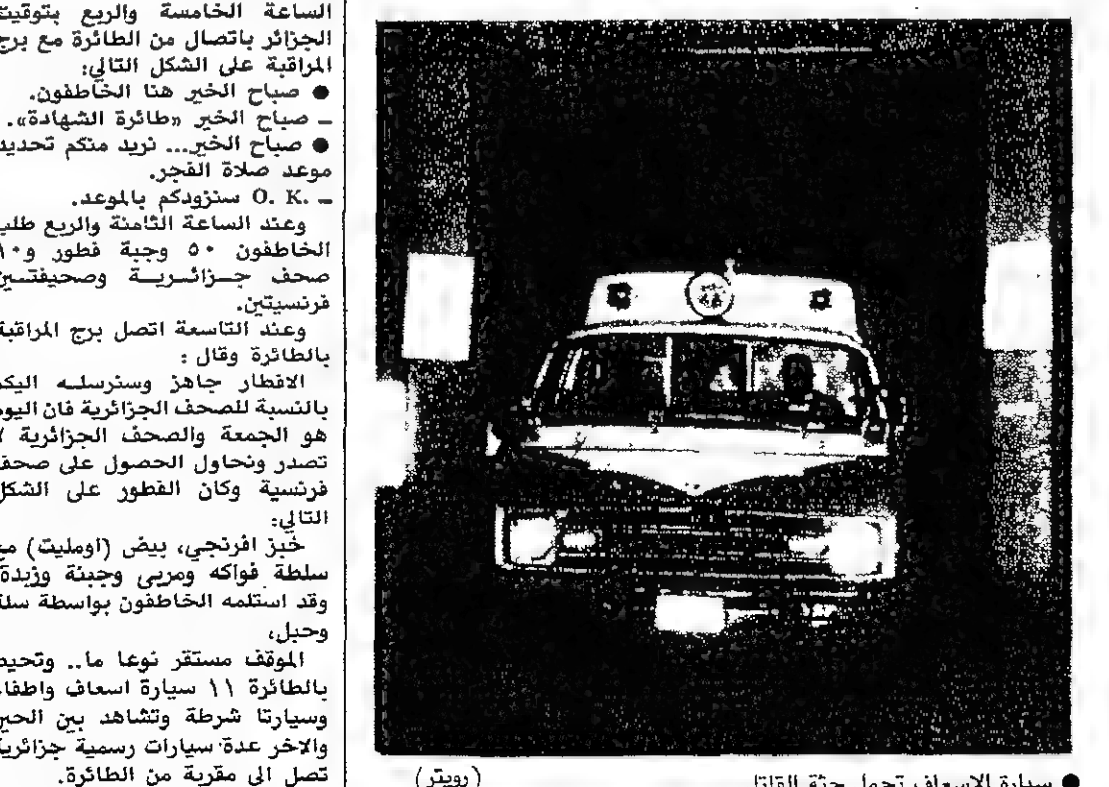 الساعة الخامسة والربع بتوقيت
الجزائر باتصال من الطائرة مع برج
المراقبة على الشكل التالي:
● صباح الخير هنا الخاطفون.
ـ صباح الخير «طائرة الشهادة».
● صباح الخير... نريد منكم تحديد
موعد صلاة الفجر.
ـ .O. K سنزودكم بالموعد.
وعند الساعة الثامنة والربع طلب
الخاطفون ٥٠ وجبة فطور و١٠
صحف جـزائـريـة وصحيفتـين
فرنسيتين.
وعند التاسعة اتصل برج المراقبة
بالطائرة وقال :
الافطار جاهز وسنرسلـه
بالنسبة للصحف الجزائرية فان اليوم
هو الجمعة والصحف الجزائرية لا
تصدر ونحاول الحصول على صحف
فرنسية وكان الفطور على الشكل
التالي:
خبز افرنجي، بيض (اومليت) مع
سلطة فواكه ومربى وجبنة وزبدة
وقد استلمه الخاطفون بواسطة سلة
وحبل،
الموقف مستقر نوعا ما.. وتحيط
بالطائرة ١١ سيارة اسعاف واطفاء
وسيارتا شرطة وتشاهد بين الحين
والاخر عدة سيارات رسمية جزائرية
تصل الى مقربة من الطائرة.
● سيارة الاسعاف تحمل جثة
(رويتر)